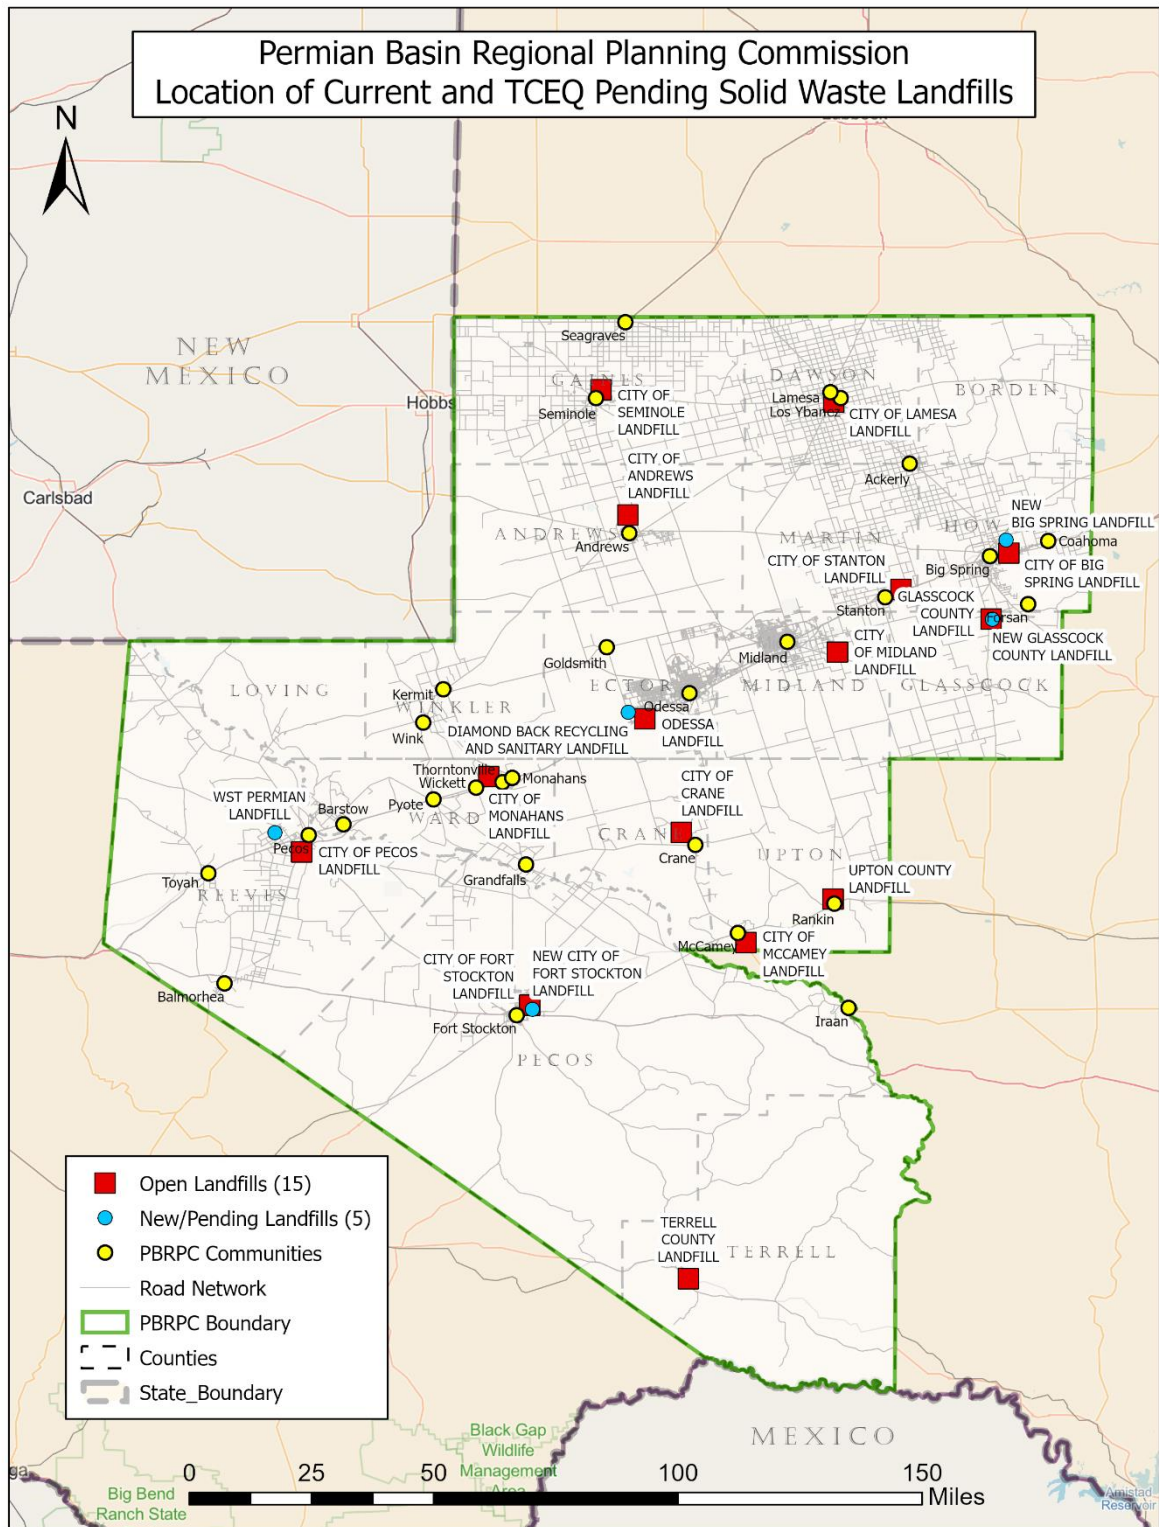 Permian Basin Regional Planning Commission
Location of Current and TCEQ Pending Solid Waste Landfills
N
NEW
MEXICO
Hobbs
Carlsbad
Seagraves
GAINES
Seminole
CITY OF
SEMINOLE
LANDFILL
DAWSON
Lamesa
Los Ybanez
CITY OF LAMESA
LANDFILL
BORDEN
Ackerly
CITY OF
ANDREWS
LANDFILL
ANDREWS
Andrews
MARTIN
HOW
NEW
BIG SPRING LANDFILL
Coahoma
Big Spring
CITY OF BIG
SPRING LANDFILL
CITY OF STANTON
LANDFILL
Stanton
GLASSCOCK
COUNTY
LANDFILL
Forsan
NEW GLASSCOCK
COUNTY LANDFILL
Goldsmith
Midland
CITY
OF MIDLAND
LANDFILL
LOVING
Kermit
WINKLER
Wink
ECTOR
Odessa
MIDLAND
GLASSCOCK
ODESSA
LANDFILL
DIAMOND BACK RECYCLING
AND SANITARY LANDFILL
Thorntonville
Wickett
Monahans
Pyote
WARD
CITY OF
MONAHANS
LANDFILL
CITY OF
CRANE
LANDFILL
CRANE
Crane
WST PERMIAN
LANDFILL
Barstow
Pecos
CITY OF PECOS
LANDFILL
Toyah
REEVES
Grandfalls
UPTON
UPTON COUNTY
LANDFILL
Rankin
McCamey
CITY OF
MCCAMEY
LANDFILL
Balmorhea
CITY OF FORT
STOCKTON
LANDFILL
NEW CITY OF
FORT STOCKTON
LANDFILL
Fort Stockton
Iraan
PECOS
TERRELL
COUNTY
LANDFILL
TERRELL
Open Landfills (15)
New/Pending Landfills (5)
PBRPC Communities
Road Network
PBRPC Boundary
Counties
State_Boundary
MEXICO
Black Gap
Wildlife
Management
Area
Big Bend
Ranch State
Amistad
Reservoir
0 25 50 100 150
Miles